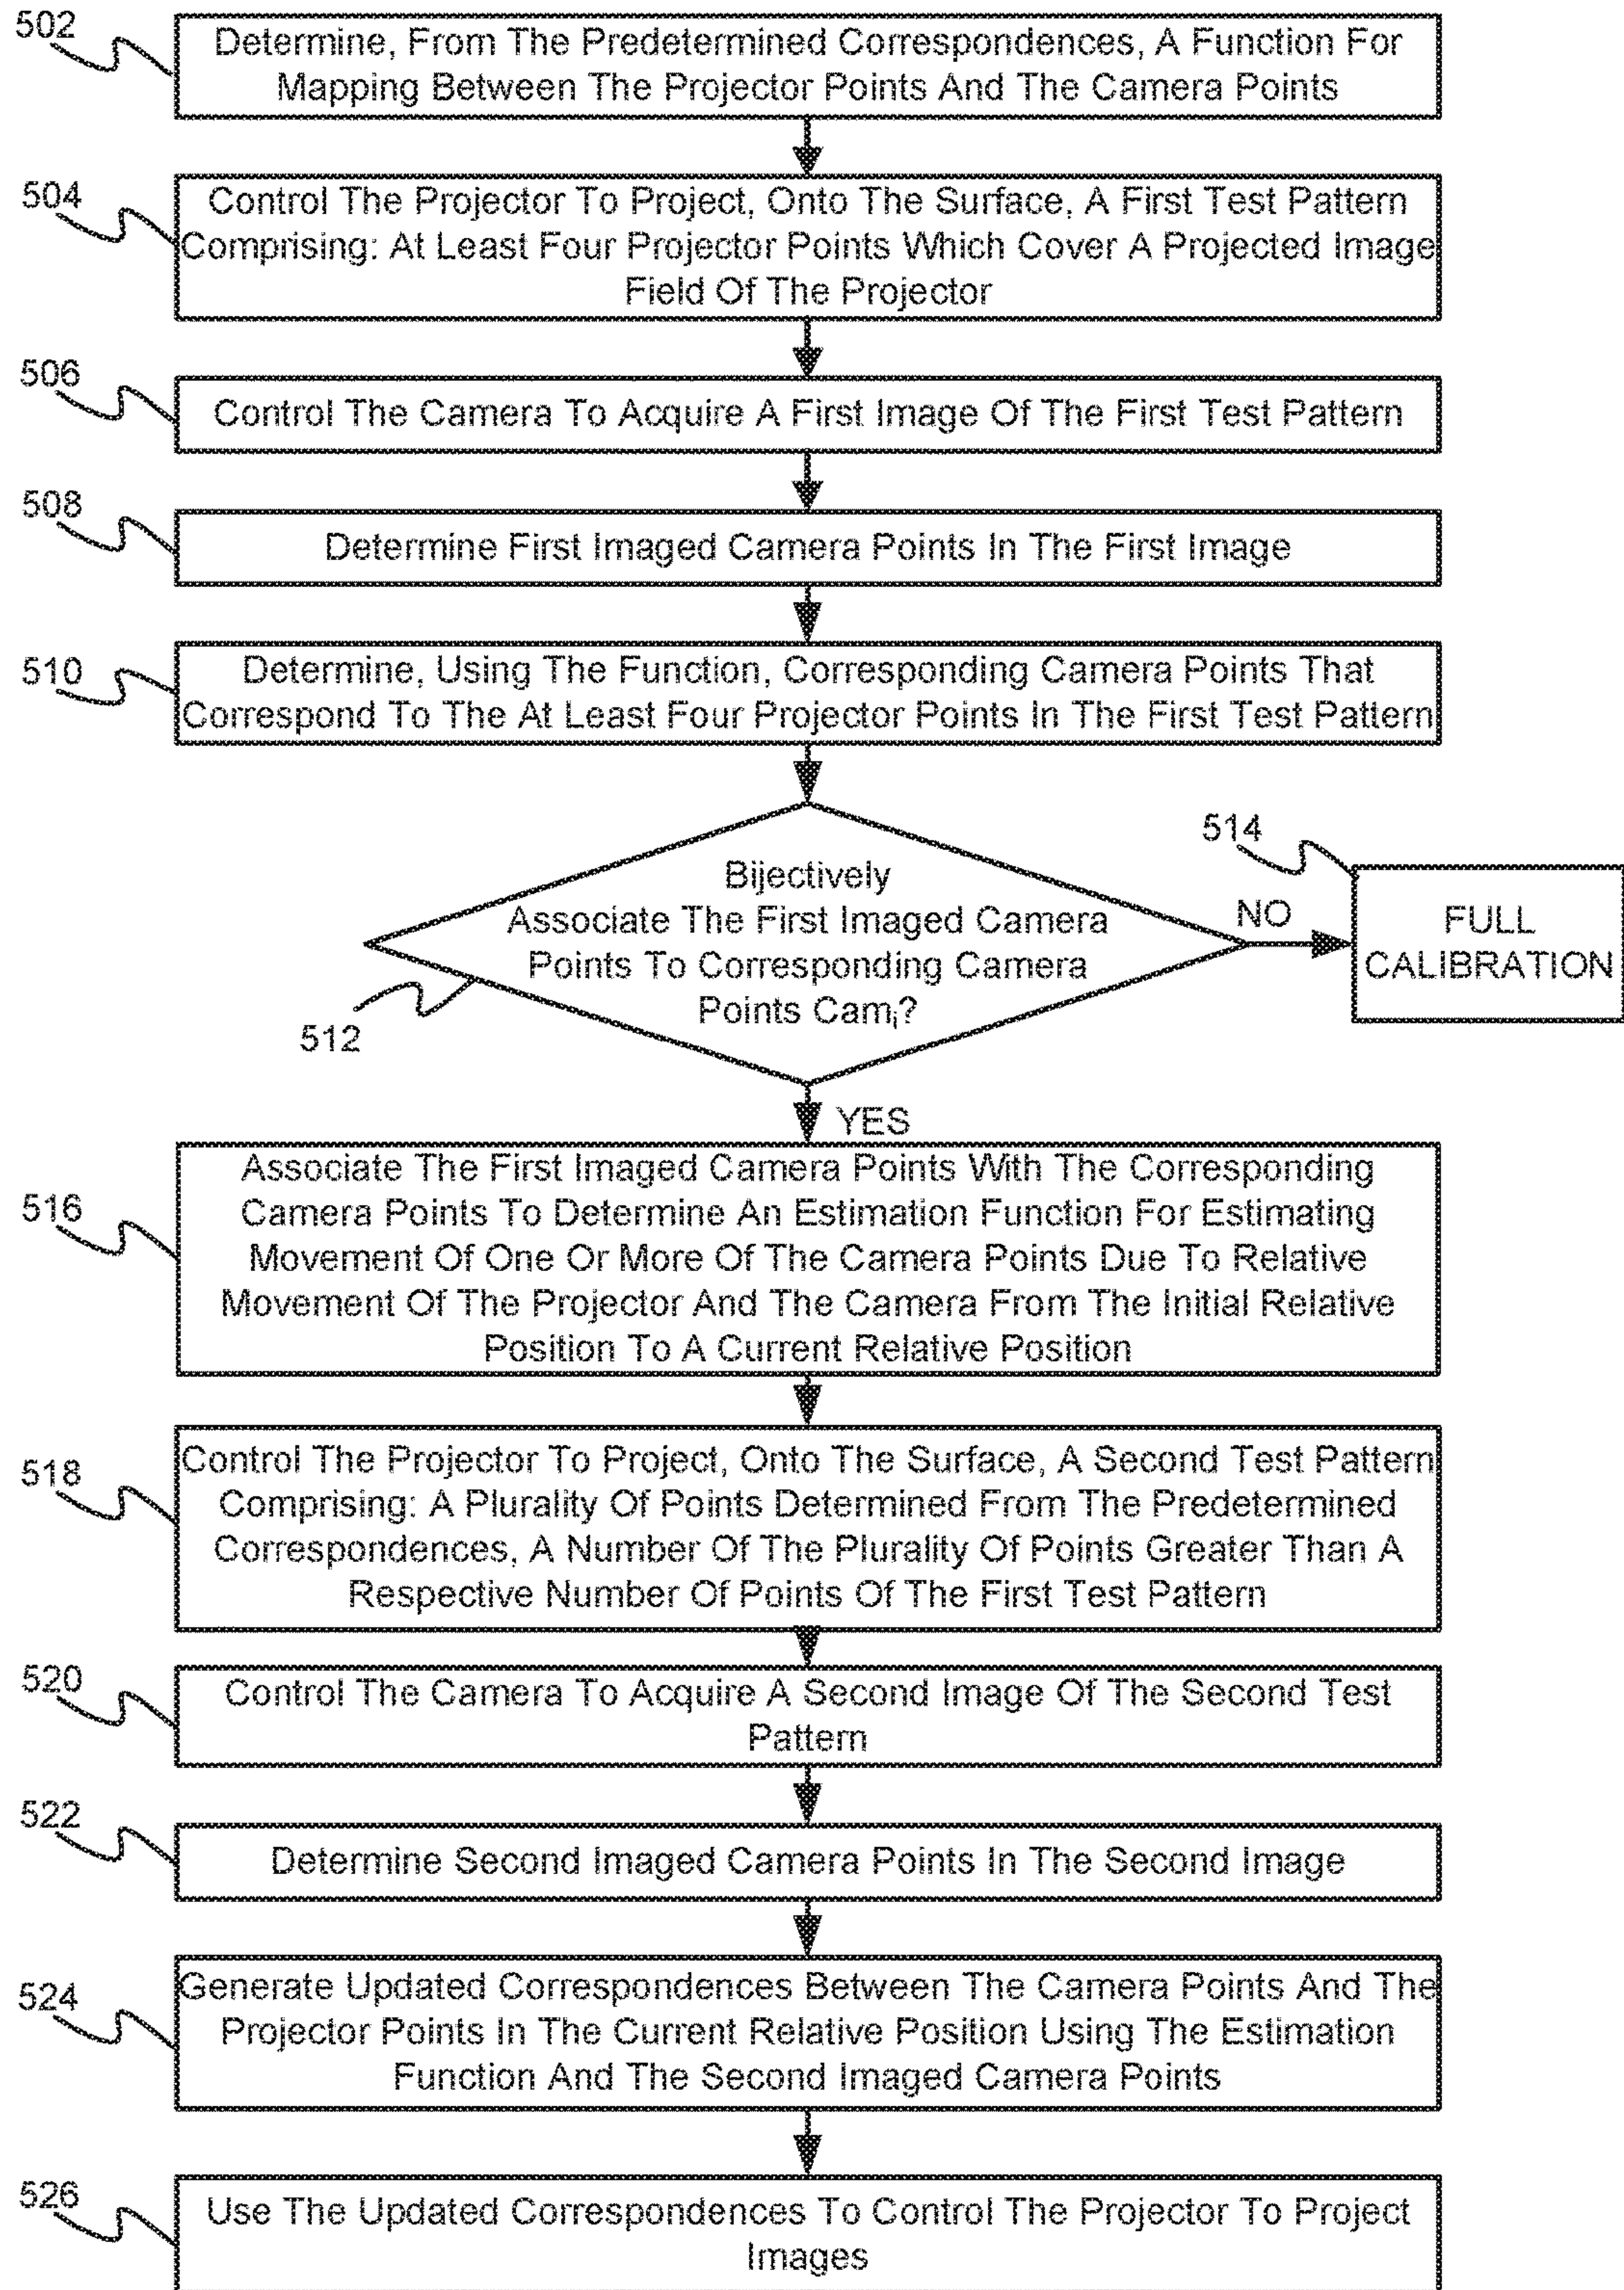 502
Determine, From The Predetermined Correspondences, A Function For
Mapping Between The Projector Points And The Camera Points
504
Control The Projector To Project, Onto The Surface, A First Test Pattern
Comprising: At Least Four Projector Points Which Cover A Projected Image
Field Of The Projector
506
Control The Camera To Acquire A First Image Of The First Test Pattern
508
Determine First Imaged Camera Points In The First Image
510
Determine, Using The Function, Corresponding Camera Points That
Correspond To The At Least Four Projector Points In The First Test Pattern
Bijectively
Associate The First Imaged Camera
Points To Corresponding Camera
Points Camᵢ?
512
NO
514
FULL
CALIBRATION
YES
516
Associate The First Imaged Camera Points With The Corresponding
Camera Points To Determine An Estimation Function For Estimating
Movement Of One Or More Of The Camera Points Due To Relative
Movement Of The Projector And The Camera From The Initial Relative
Position To A Current Relative Position
518
Control The Projector To Project, Onto The Surface, A Second Test Pattern
Comprising: A Plurality Of Points Determined From The Predetermined
Correspondences, A Number Of The Plurality Of Points Greater Than A
Respective Number Of Points Of The First Test Pattern
520
Control The Camera To Acquire A Second Image Of The Second Test
Pattern
522
Determine Second Imaged Camera Points In The Second Image
524
Generate Updated Correspondences Between The Camera Points And The
Projector Points In The Current Relative Position Using The Estimation
Function And The Second Imaged Camera Points
526
Use The Updated Correspondences To Control The Projector To Project
Images